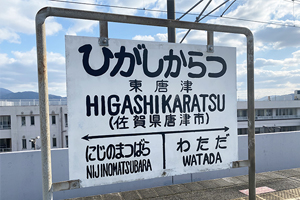 ひがしからつ
東唐津
HIGASHIKARATSU
(佐賀県唐津市)
にじのまつばら わただ
NIJINOMATSUBARA WATADA